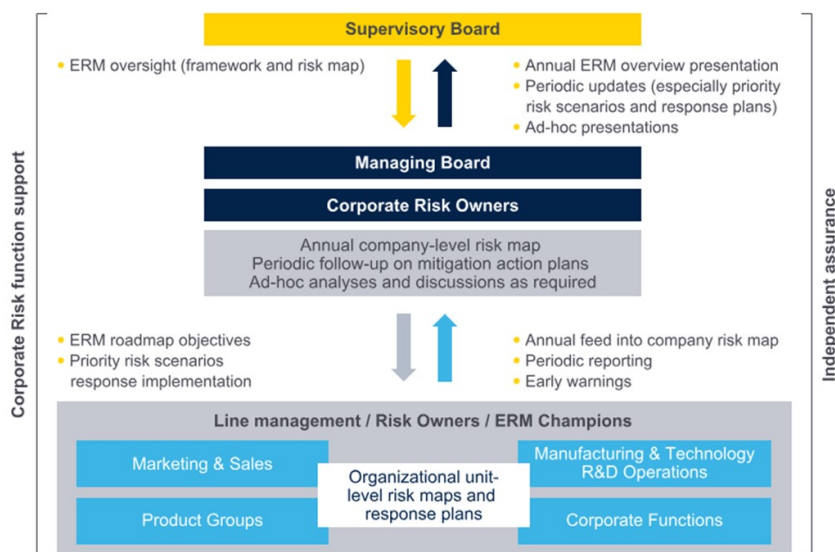 Supervisory Board
• ERM oversight (framework and risk map)
• Annual ERM overview presentation
• Periodic updates (especially priority
risk scenarios and response plans)
• Ad-hoc presentations
Managing Board
Corporate Risk Owners
Annual company-level risk map
Periodic follow-up on mitigation action plans
Ad-hoc analyses and discussions as required
• ERM roadmap objectives
• Priority risk scenarios
response implementation
• Annual feed into company risk map
• Periodic reporting
• Early warnings
Line management / Risk Owners / ERM Champions
Marketing & Sales
Manufacturing & Technology
R&D Operations
Organizational unit-
level risk maps and
response plans
Product Groups
Corporate Functions
Corporate Risk function support
Independent assurance